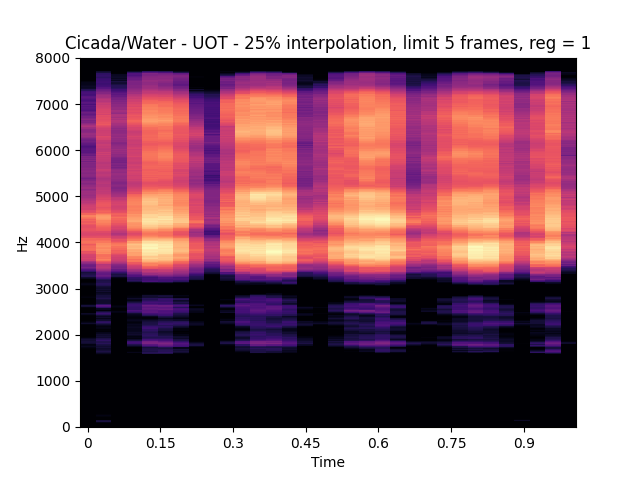 Cicada/Water - UOT - 25% interpolation, limit 5 frames, reg = 1
8000
7000
6000
5000
4000
3000
2000
1000
0
Hz
0 0.15 0.3 0.45 0.6 0.75 0.9
Time